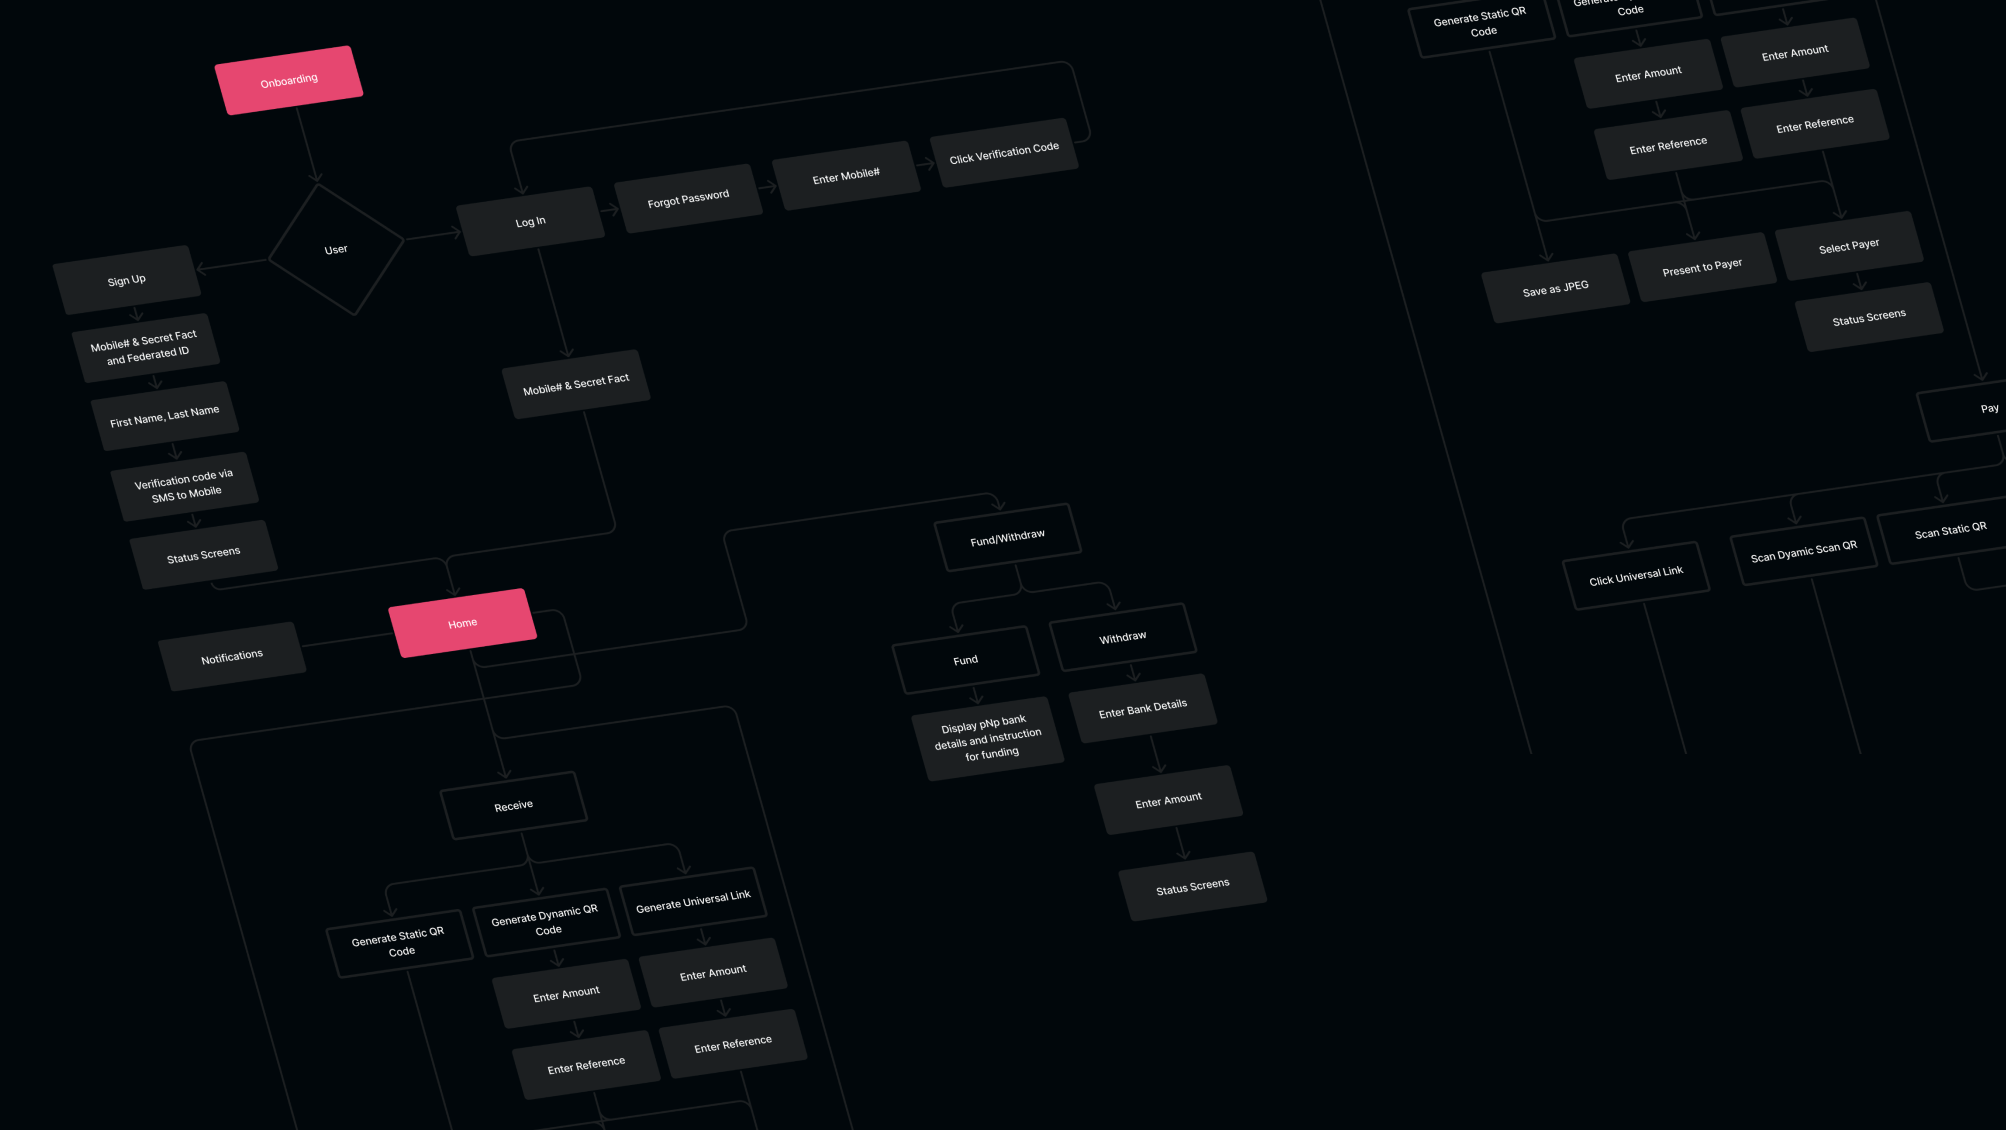 Onboarding
User
Log In
Forgot Password
Enter Mobile#
Click Verification Code
Sign Up
Mobile# & Secret Fact
and Federated ID
First Name, Last Name
Verification code via
SMS to Mobile
Status Screens
Mobile# & Secret Fact
Home
Notifications
Fund/Withdraw
Fund
Withdraw
Display pNp bank
details and instruction
for funding
Enter Bank Details
Enter Amount
Status Screens
Receive
Generate Static QR
Code
Generate Dynamic QR
Code
Generate Universal Link
Enter Amount
Enter Amount
Enter Reference
Enter Reference
Generate Static QR
Code
Code
Enter Amount
Enter Amount
Enter Reference
Enter Reference
Save as JPEG
Present to Payer
Select Payer
Status Screens
Pay
Click Universal Link
Scan Dyamic Scan QR
Scan Static QR